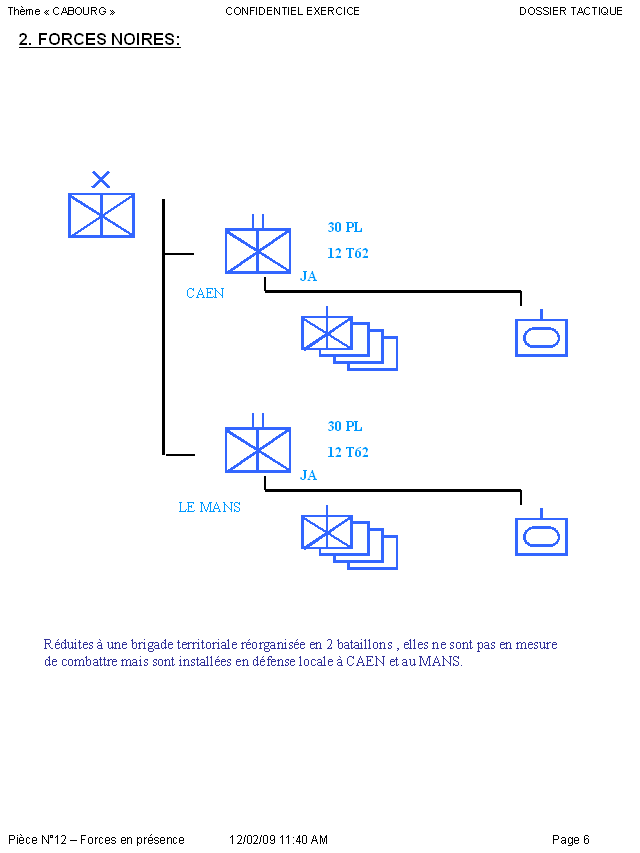 Thème « CABOURG » CONFIDENTIEL EXERCICE DOSSIER TACTIQUE
2. FORCES NOIRES:
30 PL
12 T62
JA
CAEN
30 PL
12 T62
JA
LE MANS
Réduites à une brigade territoriale réorganisée en 2 bataillons , elles ne sont pas en mesure
de combattre mais sont installées en défense locale à CAEN et au MANS.
Pièce N°12 – Forces en présence 12/02/09 11:40 AM Page 6